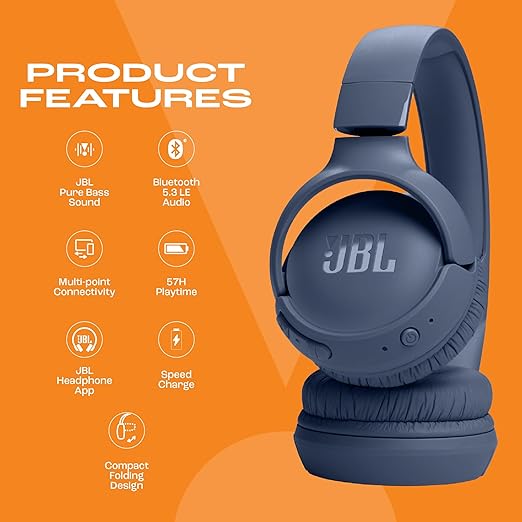 PRODUCT
FEATURES
JBL
Pure Bass
Sound
Bluetooth
5.3 LE
Audio
Multi-point
Connectivity
57H
Playtime
JBL
JBL
Headphone
App
Speed
Charge
Compact
Folding
Design
JBL